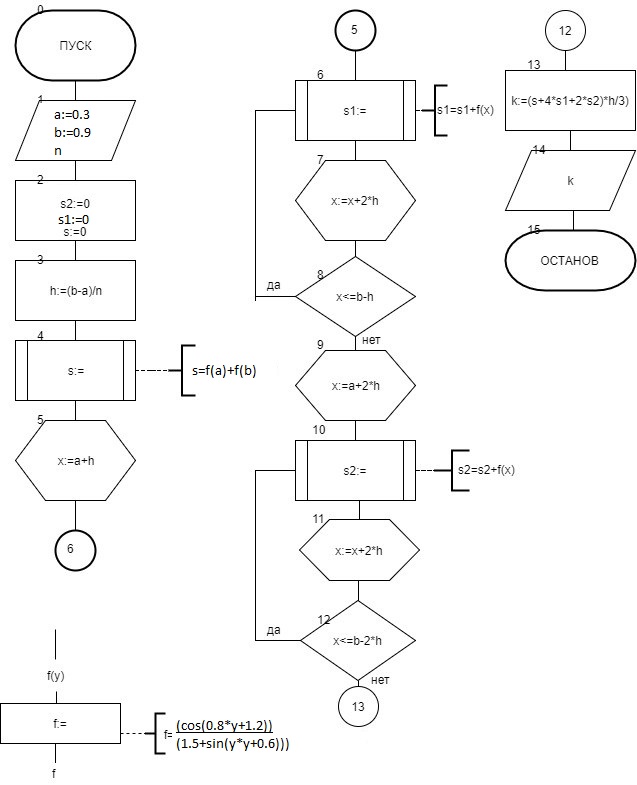 0
ПУСК
1
a:=0.3
b:=0.9
n
2
s2:=0
s1:=0
s:=0
3
h:=(b-a)/n
4
s:=
s=f(a)+f(b)
5
x:=a+h
6
f(y)
f:=
f= (cos(0.8*y+1.2))
(1.5+sin(y*y+0.6)))
f
5
6
s1:=
s1=s1+f(x)
7
x:=x+2*h
8
да
x<=b-h
нет
9
x:=a+2*h
10
s2:=
s2=s2+f(x)
11
x:=x+2*h
12
да
x<=b-2*h
нет
13
12
13
k:=(s+4*s1+2*s2)*h/3)
14
k
15
ОСТАНОВ